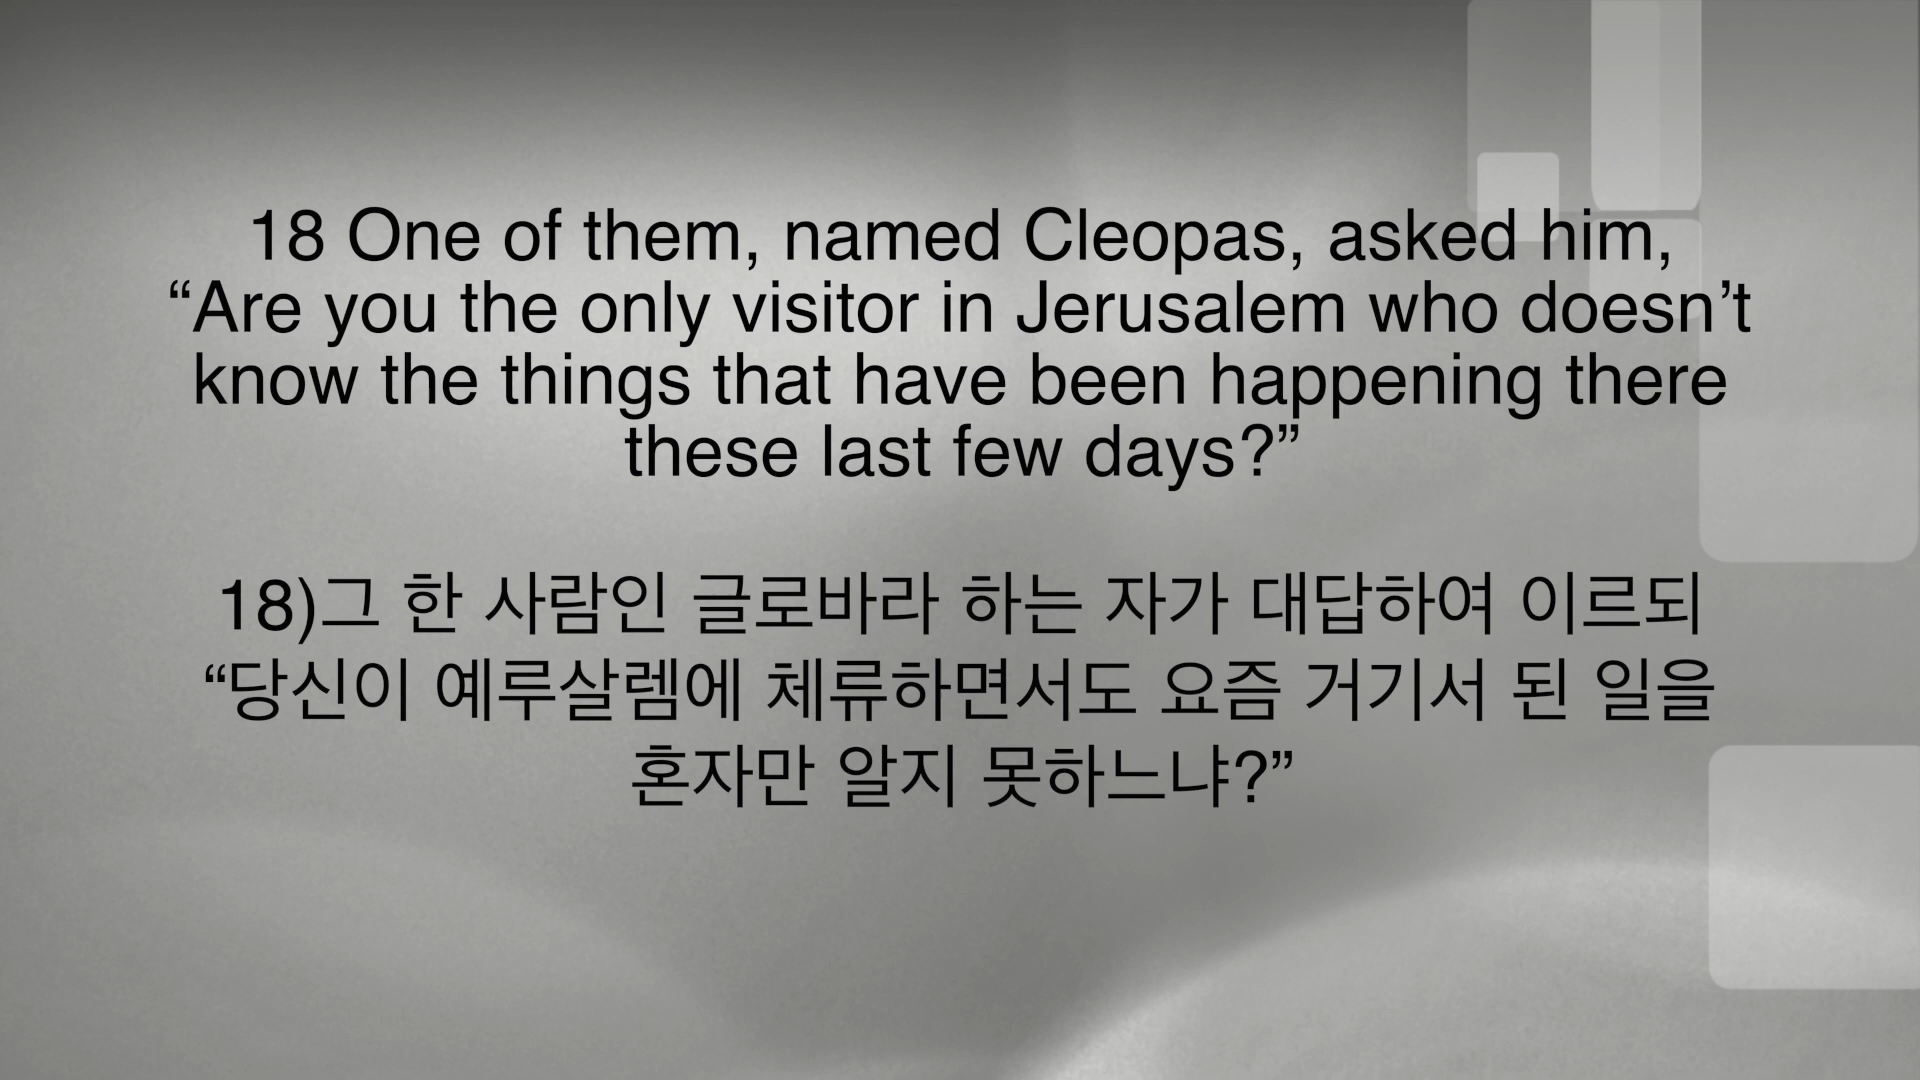 18 One of them, named Cleopas, asked him,
“Are you the only visitor in Jerusalem who doesn’t
know the things that have been happening there
these last few days?”
18)그 한 사람인 글로바라 하는 자가 대답하여 이르되
“당신이 예루살렘에 체류하면서도 요즘 거기서 된 일을
혼자만 알지 못하느냐?”